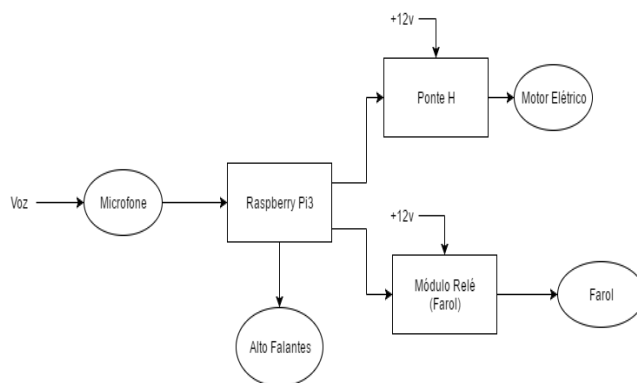 +12v
Ponte H
Motor Elétrico
Voz
Microfone
Raspberry Pi3
+12v
Módulo Relé
(Farol)
Farol
Alto Falantes